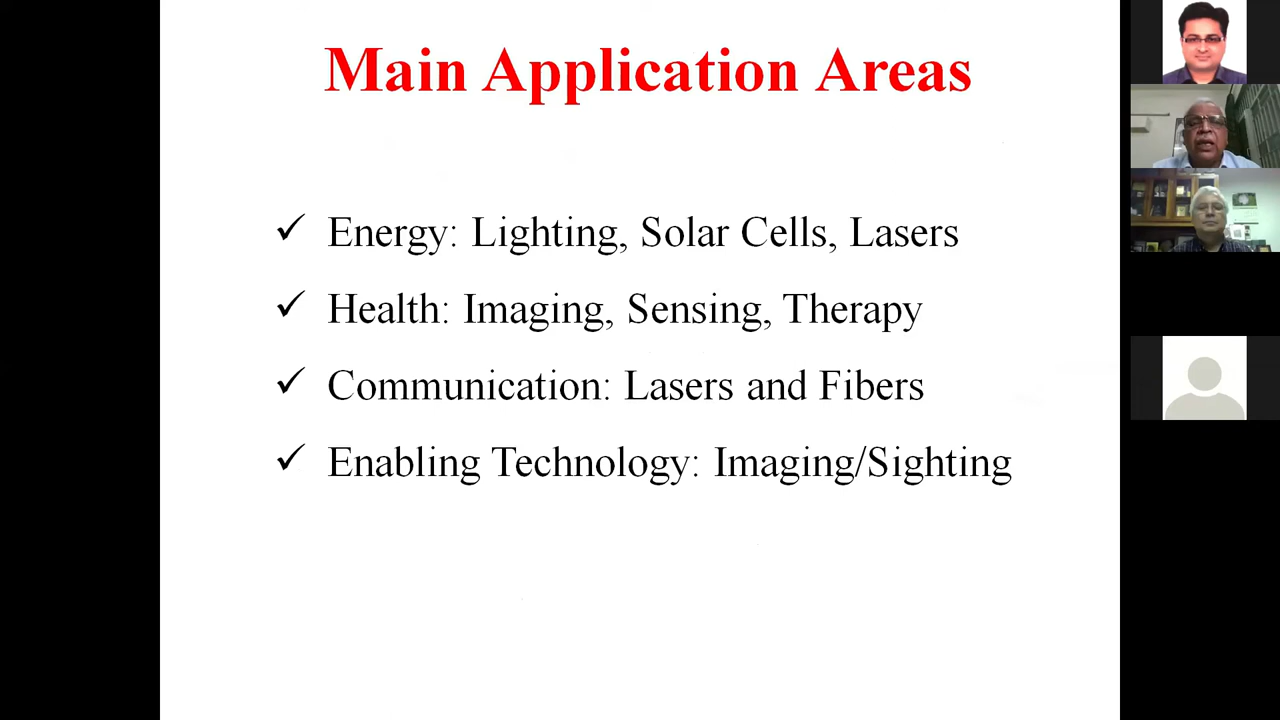 Main Application Areas
✓ Energy: Lighting, Solar Cells, Lasers
✓ Health: Imaging, Sensing, Therapy
✓ Communication: Lasers and Fibers
✓ Enabling Technology: Imaging/Sighting